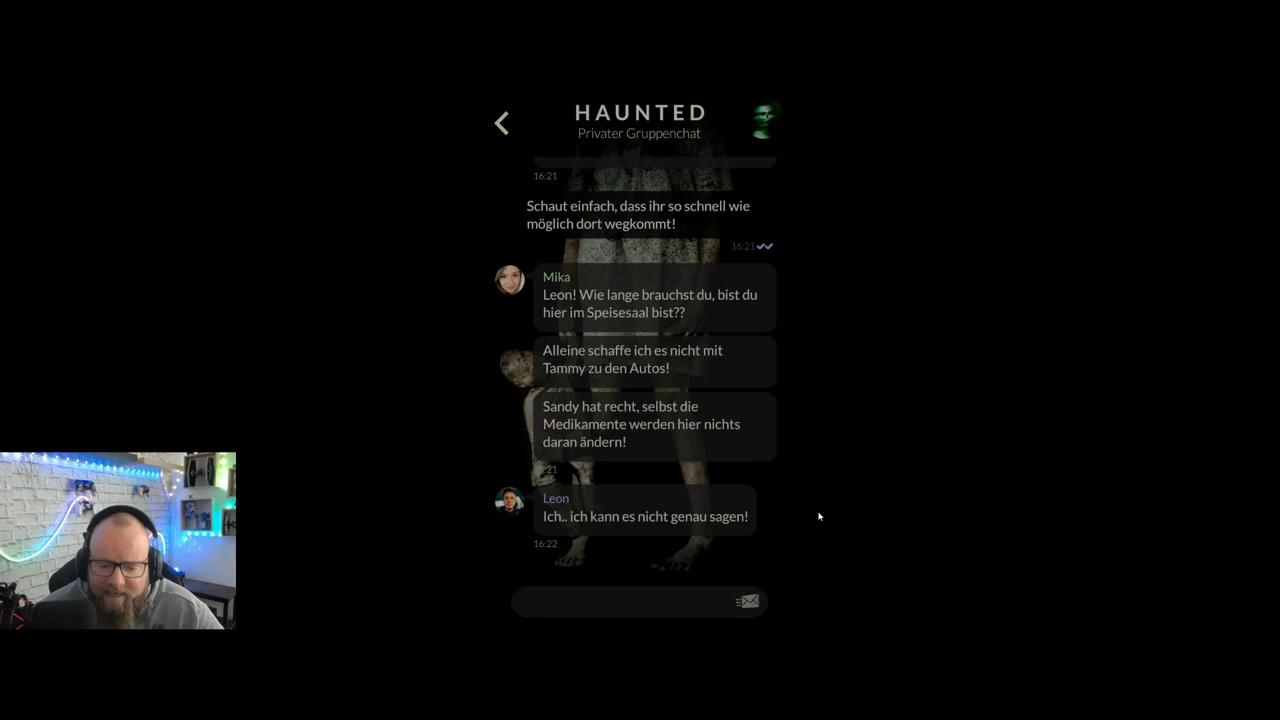 HAUNTED
Privater Gruppenchat
16:21
Schaut einfach, dass ihr so schnell wie
möglich dort wegkommt!
16:21
Mika
Leon! Wie lange brauchst du, bist du
hier im Speisesaal bist??
Alleine schaffe ich es nicht mit
Tammy zu den Autos!
Sandy hat recht, selbst die
Medikamente werden hier nichts
daran ändern!
:21
Leon
Ich.. ich kann es nicht genau sagen!
16:22